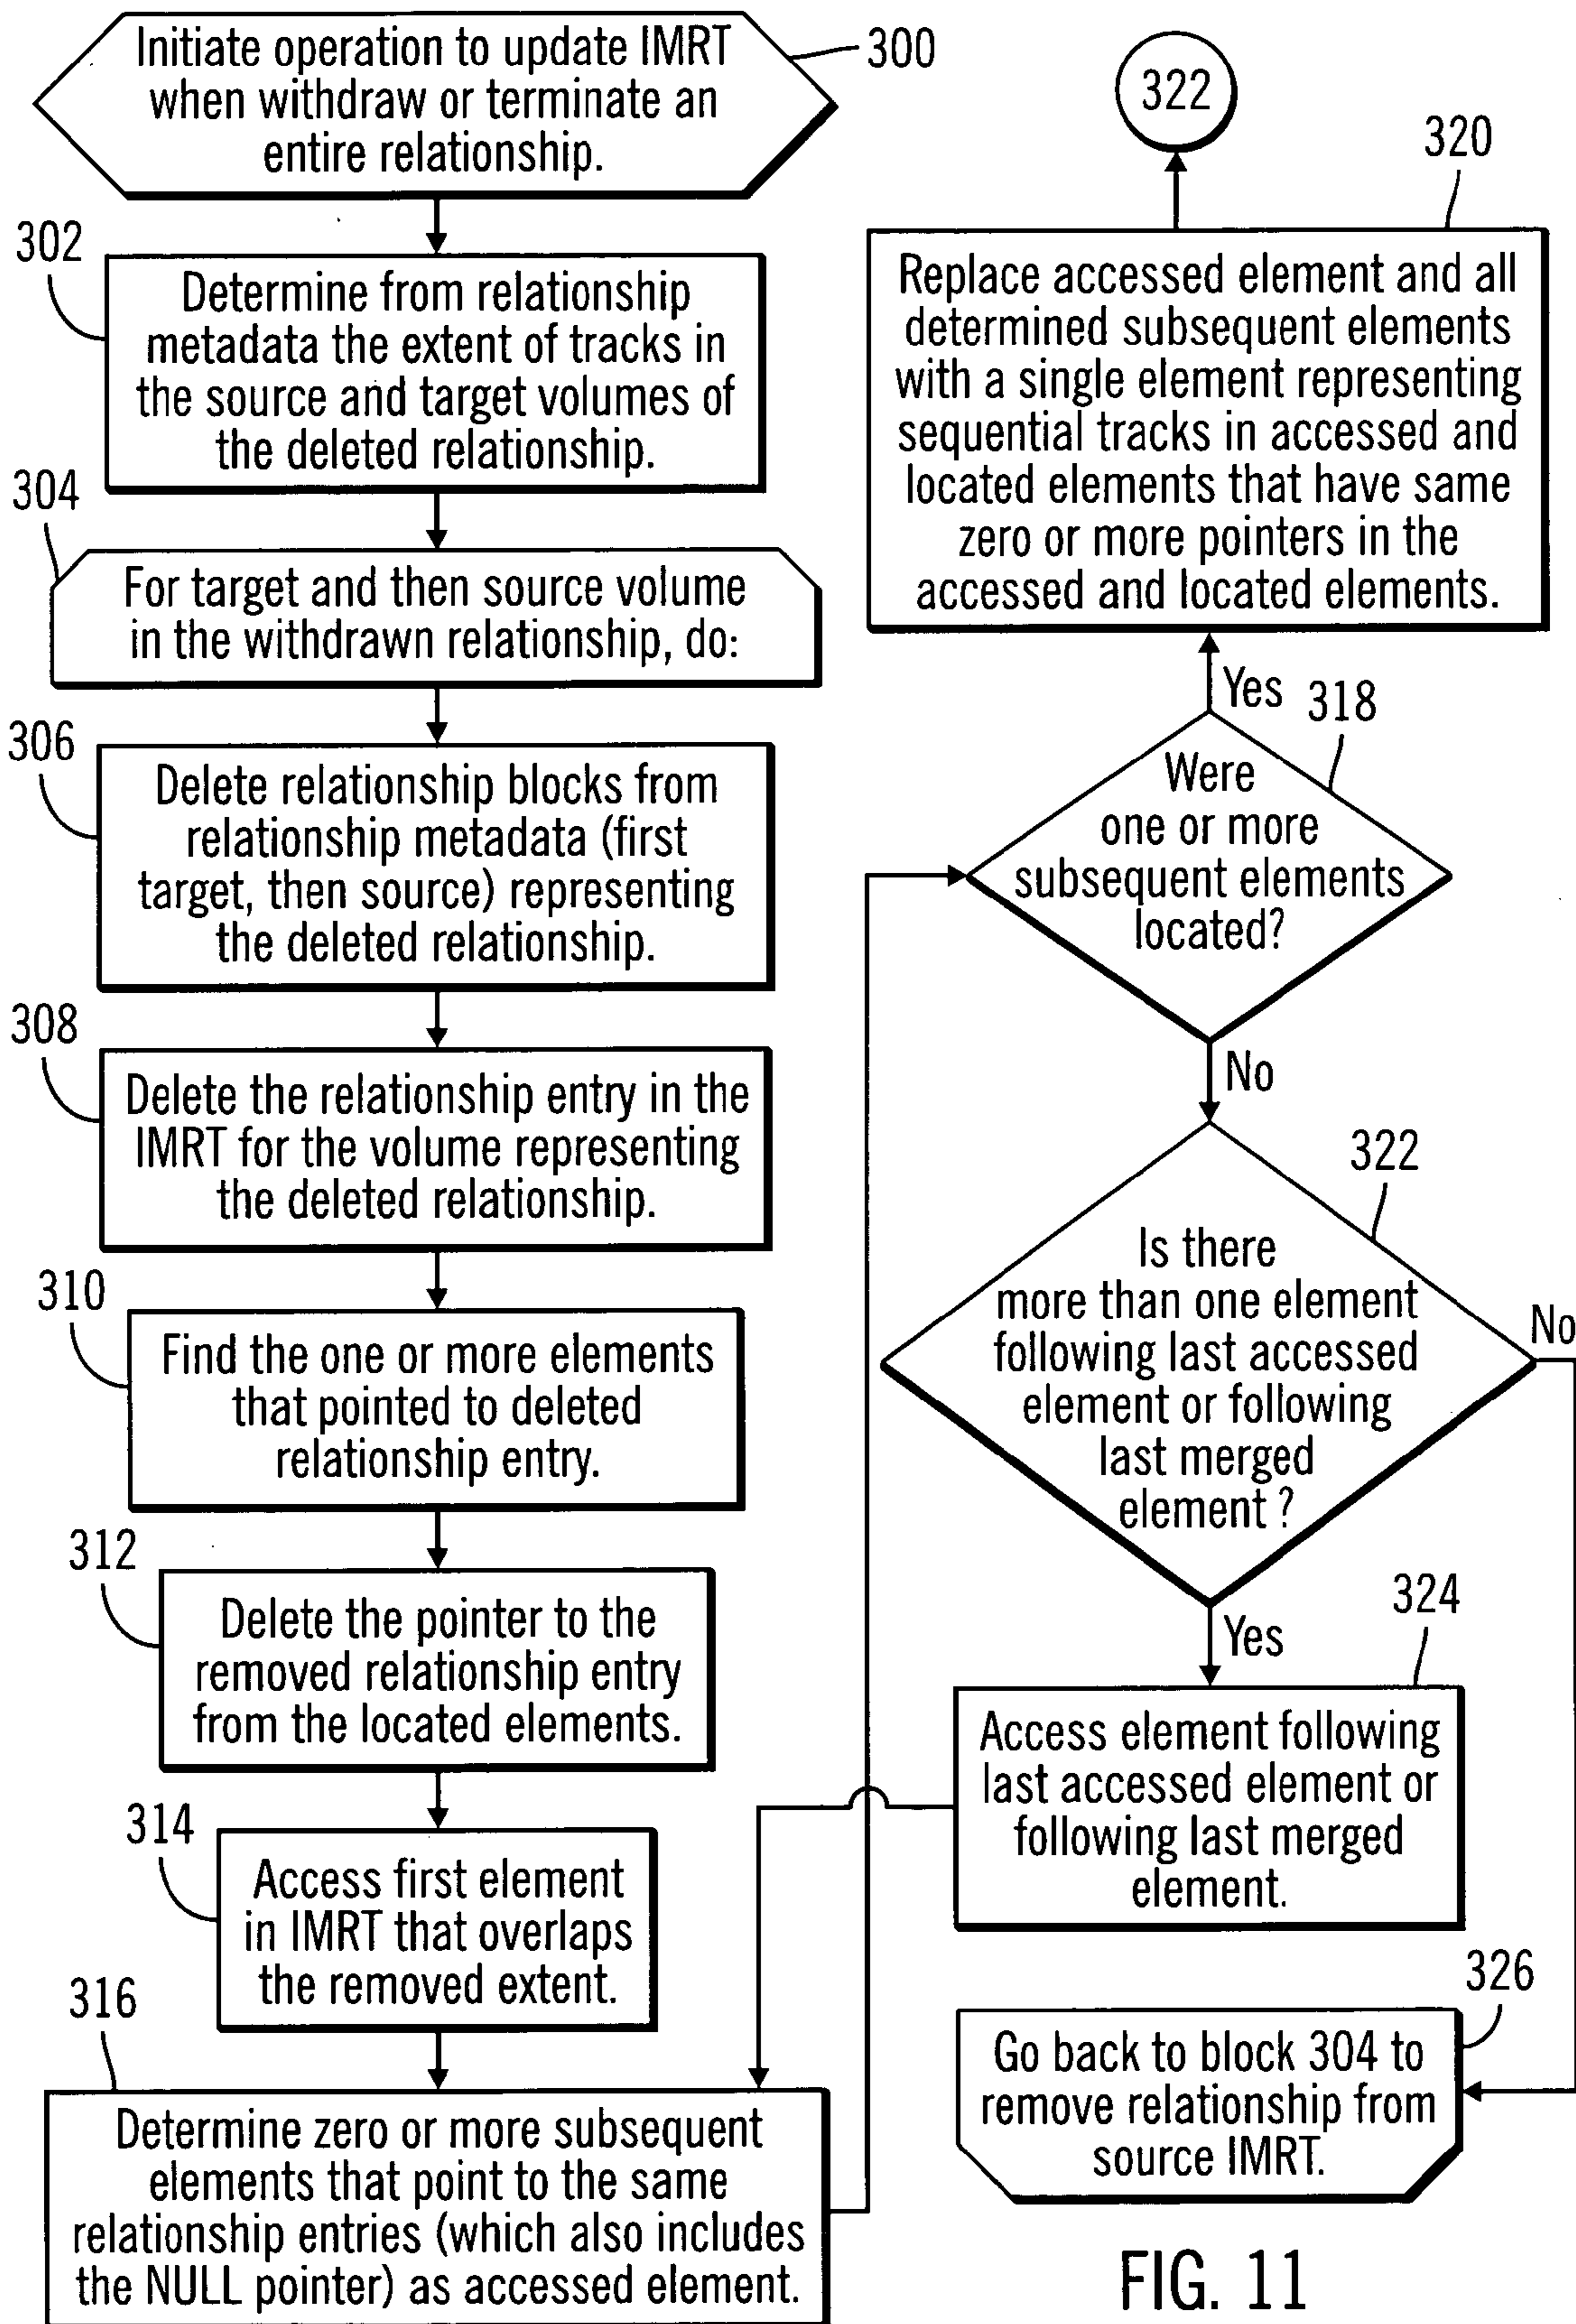 Initiate operation to update IMRT
when withdraw or terminate an
entire relationship.
300
302
Determine from relationship
metadata the extent of tracks in
the source and target volumes of
the deleted relationship.
304
For target and then source volume
in the withdrawn relationship, do:
306
Delete relationship blocks from
relationship metadata (first
target, then source) representing
the deleted relationship.
308
Delete the relationship entry in the
IMRT for the volume representing
the deleted relationship.
310
Find the one or more elements
that pointed to deleted
relationship entry.
312
Delete the pointer to the
removed relationship entry
from the located elements.
314
Access first element
in IMRT that overlaps
the removed extent.
316
Determine zero or more subsequent
elements that point to the same
relationship entries (which also includes
the NULL pointer) as accessed element.
322
320
Replace accessed element and all
determined subsequent elements
with a single element representing
sequential tracks in accessed and
located elements that have same
zero or more pointers in the
accessed and located elements.
Yes
318
Were
one or more
subsequent elements
located?
No
322
Is there
more than one element
following last accessed
element or following
last merged
element ?
No
Yes
324
Access element following
last accessed element or
following last merged
element.
326
Go back to block 304 to
remove relationship from
source IMRT.
FIG. 11